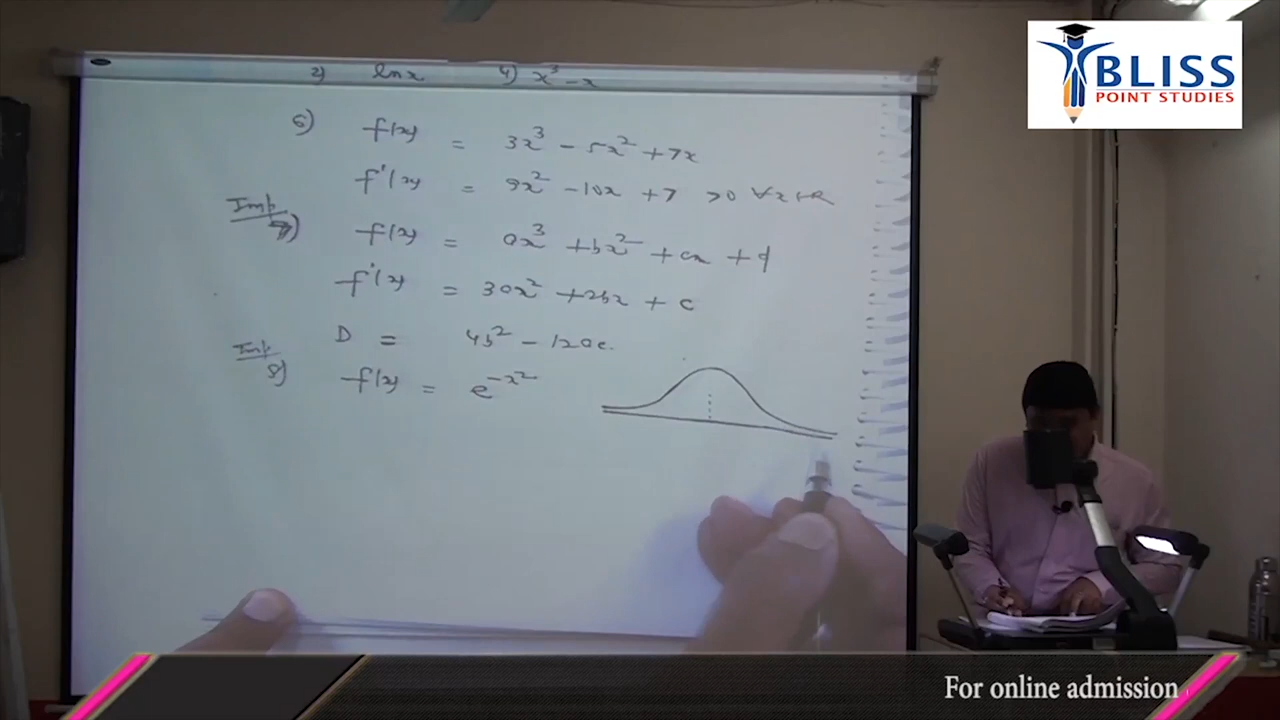 BLISS
POINT STUDIES
2) ln x 4) x³ - x
6) f(x) = 3x³ - 5x² + 7x
f'(x) = 9x² - 10x + 7 > 0 ∀ x ∈ R
Imp
7) f(x) = ax³ + bx² + cx + d
f'(x) = 3ax² + 2bx + c
D = 4b² - 12ac.
Imp
8) f(x) = e^{-x²}
For online admission